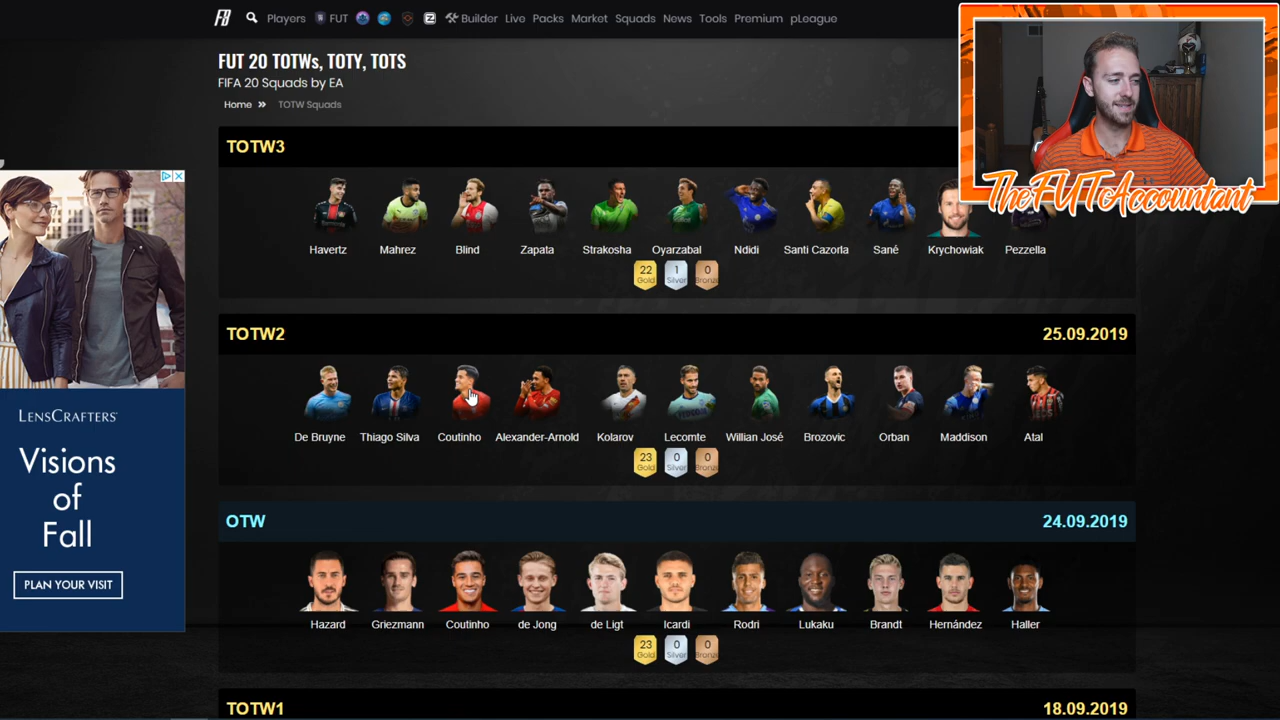 FB Players FUT Z Builder Live Packs Market Squads News Tools Premium pLeague
FUT 20 TOTWs, TOTY, TOTS
FIFA 20 Squads by EA
Home » TOTW Squads
TheFUTAccountant
TOTW3
Havertz Mahrez Blind Zapata Strakosha Oyarzabal Ndidi Santi Cazorla Sané Krychowiak Pezzella
22 1 0
Gold Silver Bronze
TOTW2 25.09.2019
De Bruyne Thiago Silva Coutinho Alexander-Arnold Kolarov Lecomte Willian José Brozovic Orban Maddison Atal
23 0 0
Gold Silver Bronze
OTW 24.09.2019
Hazard Griezmann Coutinho de Jong de Ligt Icardi Rodri Lukaku Brandt Hernández Haller
23 0 0
Gold Silver Bronze
TOTW1 18.09.2019
LENSCRAFTERS
Visions
of
Fall
PLAN YOUR VISIT